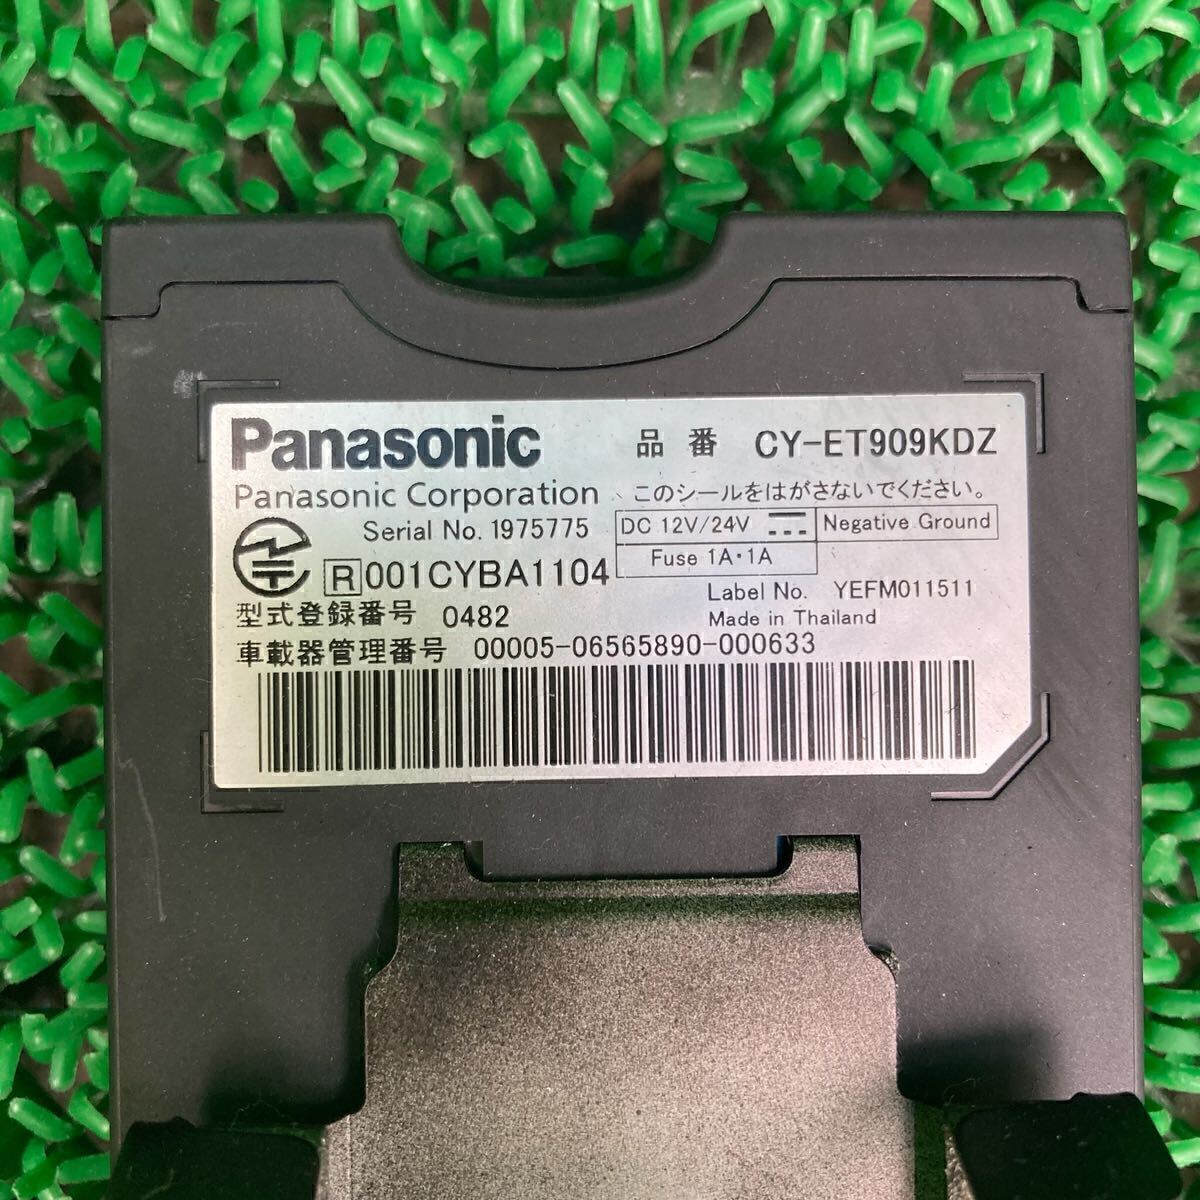 Panasonic 品番 CY-ET909KDZ
Panasonic Corporation このシールをはがさないでください。
Serial No. 1975775 DC 12V/24V Negative Ground
R 001CYBA1104 Fuse 1A・1A
Label No. YEFM011511
型式登録番号 0482 Made in Thailand
車載器管理番号 00005-06565890-000633